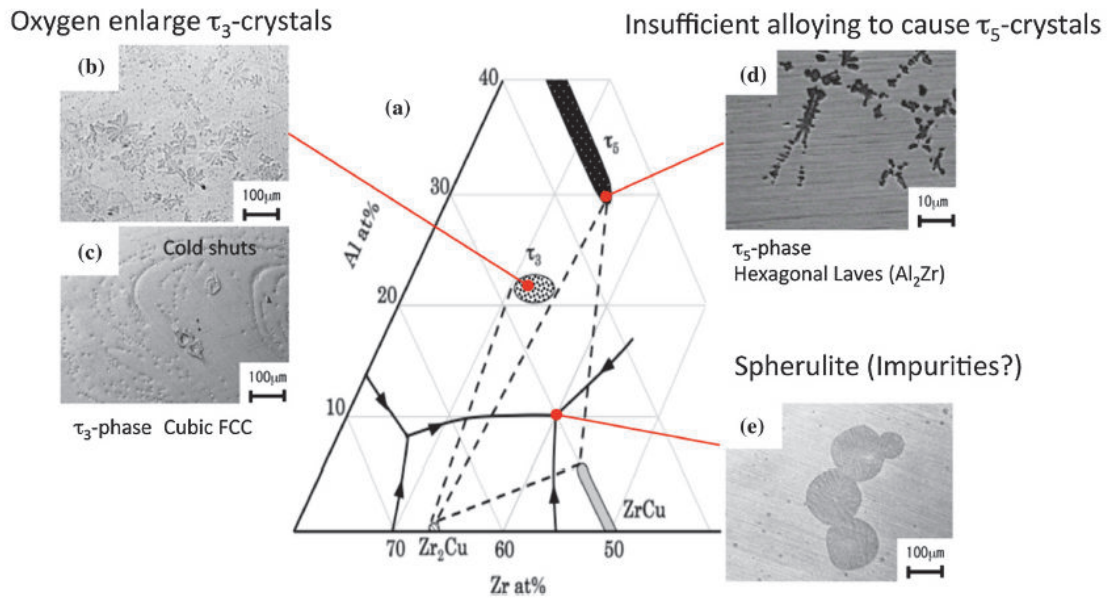 Oxygen enlarge τ₃-crystals
Insufficient alloying to cause τ₅-crystals
(b)
100μm
(c)
Cold shuts
100μm
τ₃-phase Cubic FCC
(a)
40
30
20
10
Al at%
τ₅
τ₃
ZrCu
70
Zr₂Cu
60
50
Zr at%
(d)
10μm
τ₅-phase
Hexagonal Laves (Al₂Zr)
Spherulite (Impurities?)
(e)
100μm